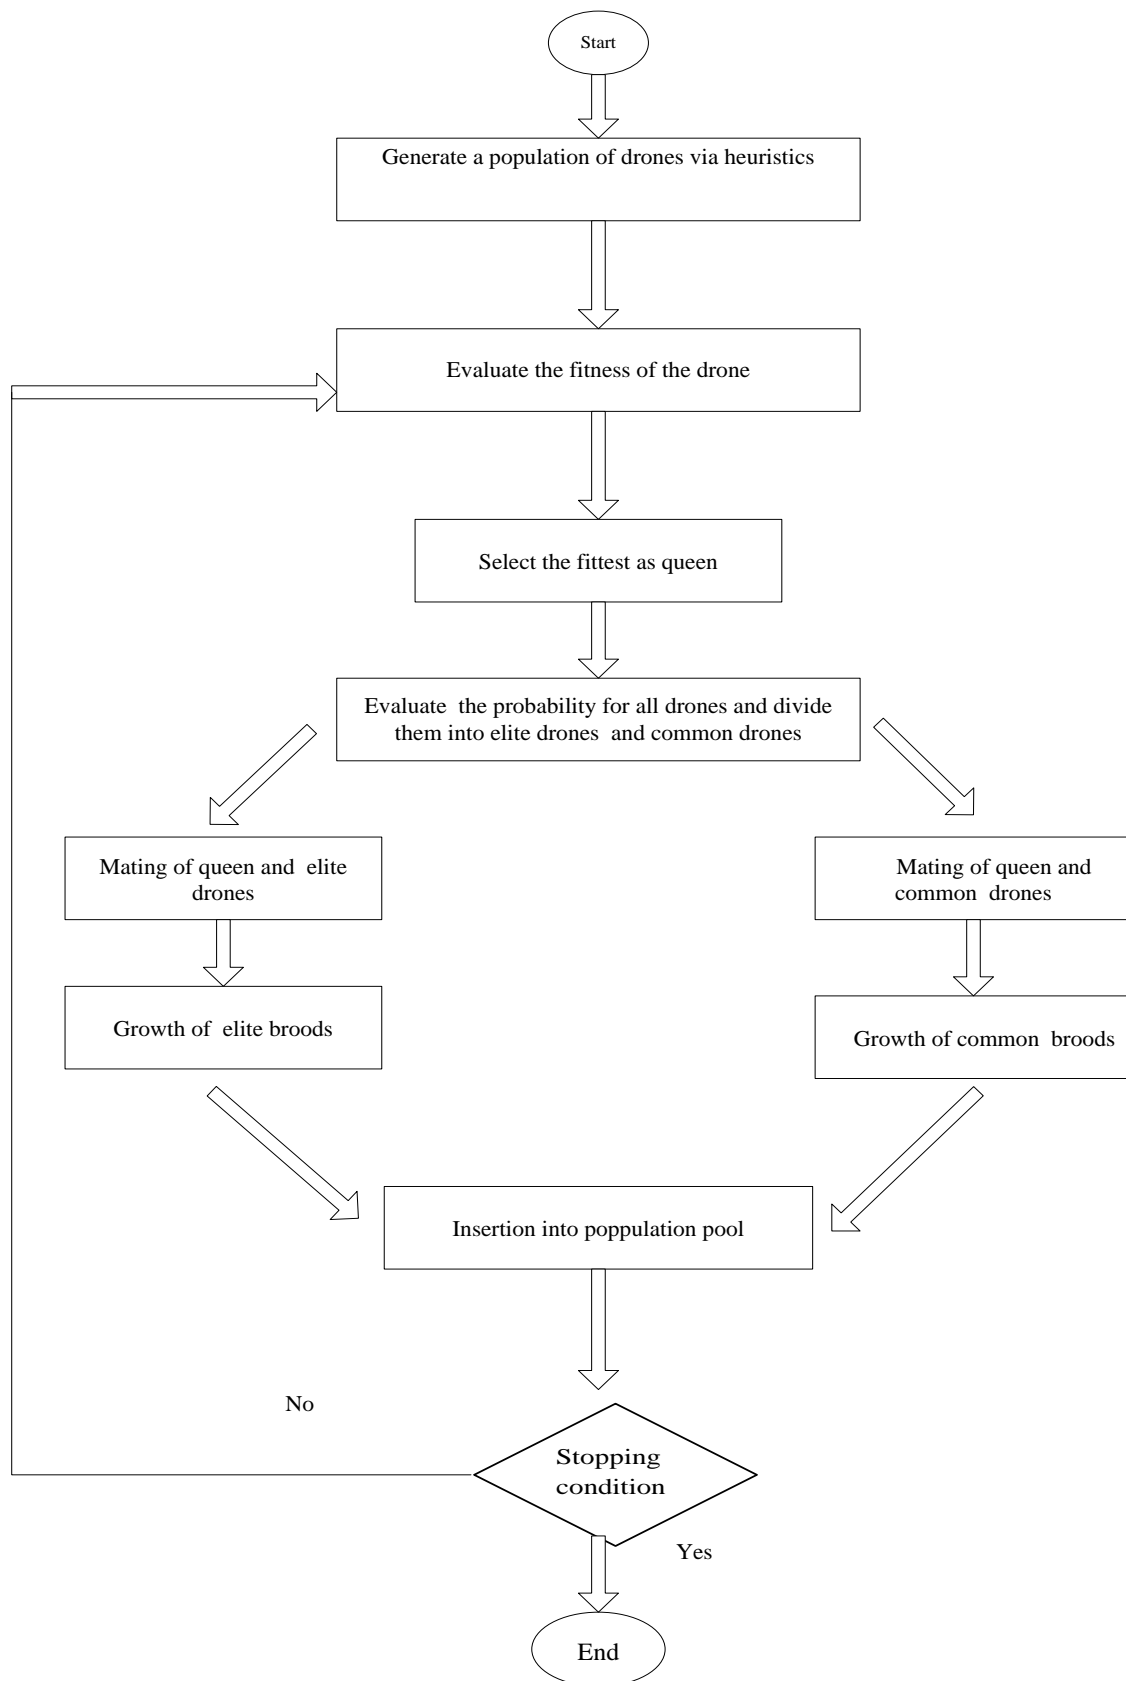 Start
Generate a population of drones via heuristics
Evaluate the fitness of the drone
Select the fittest as queen
Evaluate the probability for all drones and divide
them into elite drones and common drones
Mating of queen and elite
drones
Mating of queen and
common drones
Growth of elite broods
Growth of common broods
Insertion into poppulation pool
No
Stopping
condition
Yes
End